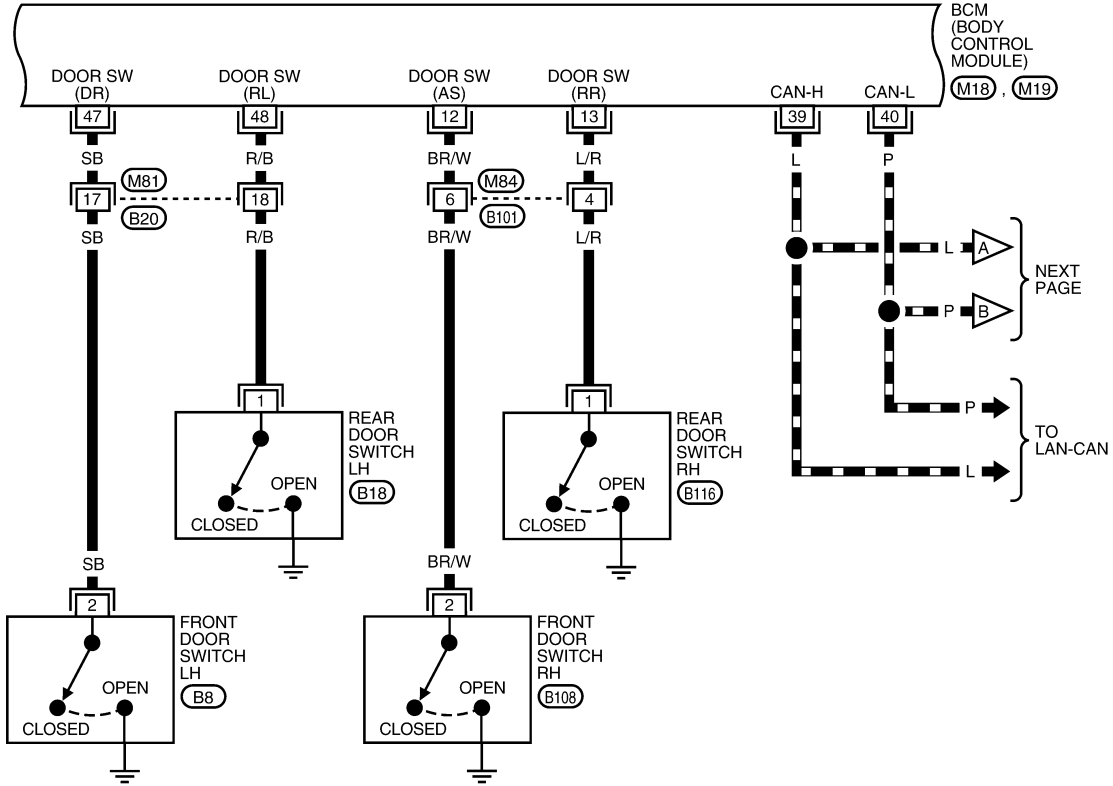 BCM
(BODY
CONTROL
MODULE)
M18 , M19
DOOR SW
(DR)
DOOR SW
(RL)
DOOR SW
(AS)
DOOR SW
(RR)
CAN-H
CAN-L
47
48
12
13
39
40
SB
R/B
BR/W
L/R
L
P
17
M81
B20
18
6
M84
B101
4
SB
R/B
BR/W
L/R
L
A
P
B
NEXT
PAGE
P
L
TO
LAN-CAN
1
REAR
DOOR
SWITCH
LH
B18
OPEN
CLOSED
1
REAR
DOOR
SWITCH
RH
B116
OPEN
CLOSED
SB
BR/W
2
FRONT
DOOR
SWITCH
LH
B8
OPEN
CLOSED
2
FRONT
DOOR
SWITCH
RH
B108
OPEN
CLOSED